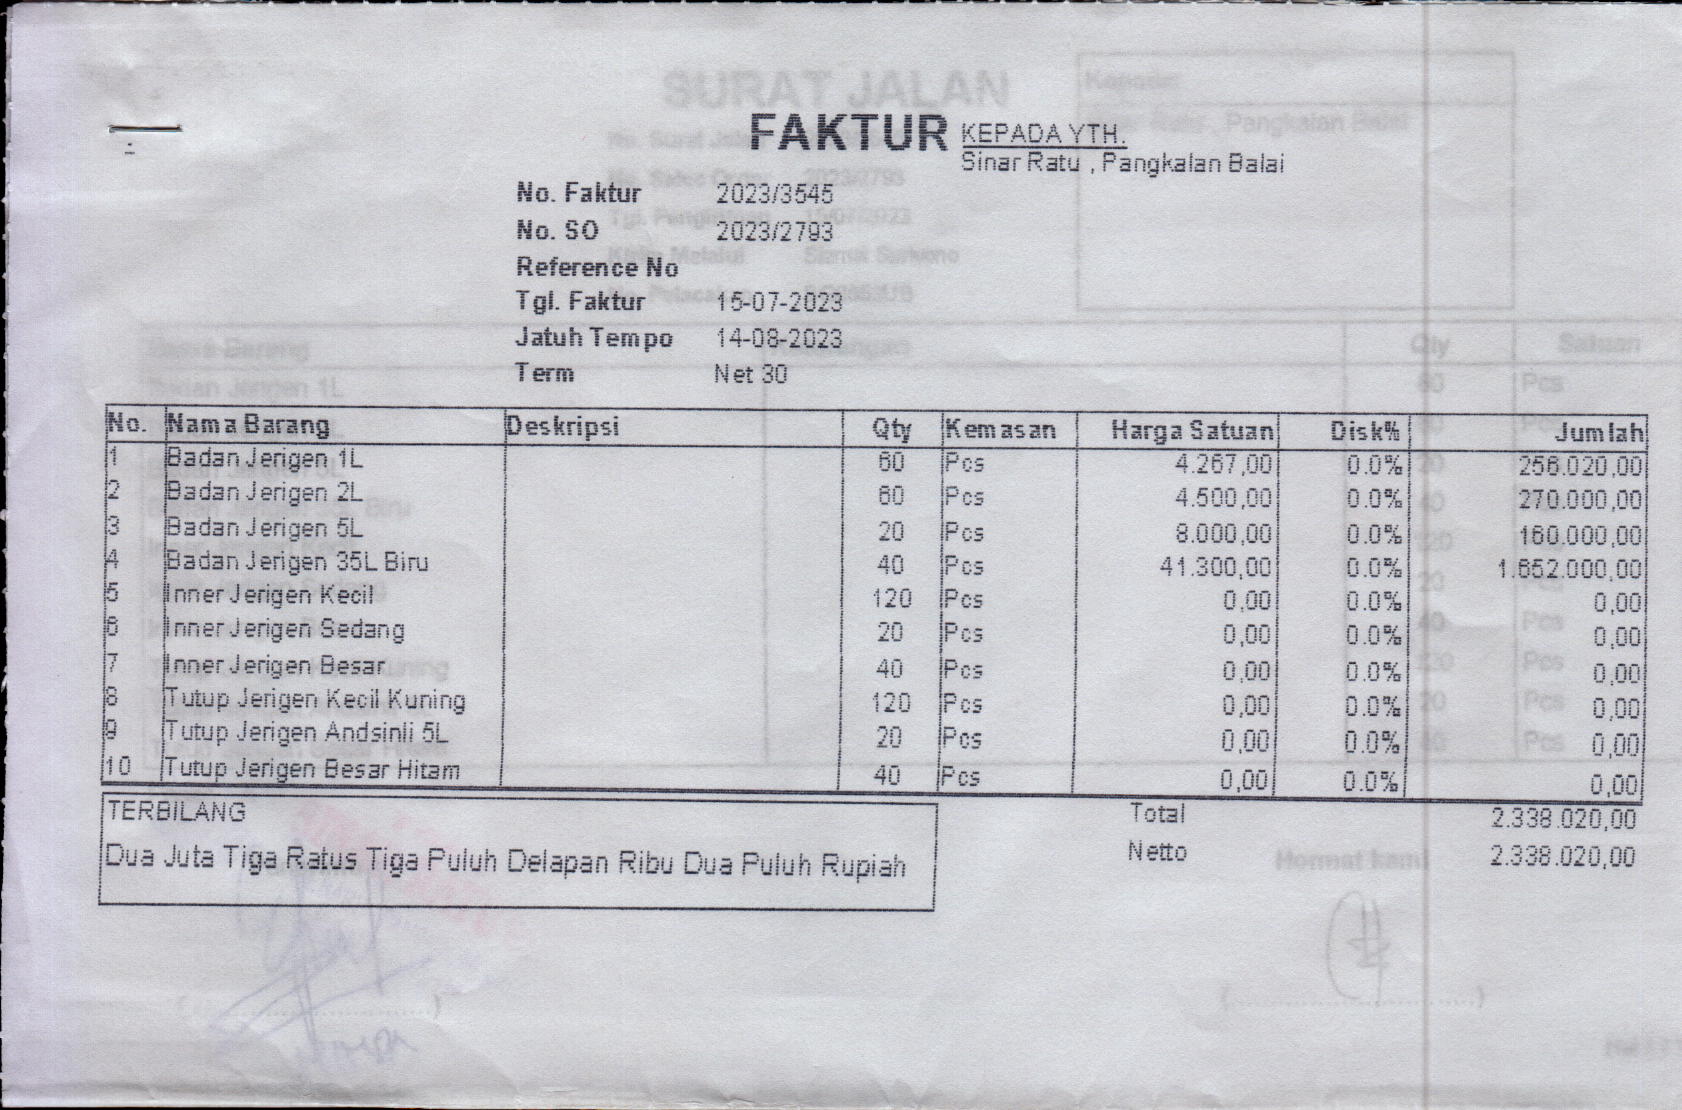 SURAT JALAN
FAKTUR
KEPADA YTH.
Sinar Ratu , Pangkalan Balai
No. Faktur 2023/3545
No. SO 2023/2793
Reference No
Tgl. Faktur 15-07-2023
Jatuh Tempo 14-08-2023
Term Net 30
No. Nama Barang Deskripsi Qty Kemasan Harga Satuan Disk% Jumlah
1 Badan Jerigen 1L 60 Pcs 4.267,00 0.0% 256.020,00
2 Badan Jerigen 2L 60 Pcs 4.500,00 0.0% 270.000,00
3 Badan Jerigen 5L 20 Pcs 8.000,00 0.0% 160.000,00
4 Badan Jerigen 35L Biru 40 Pcs 41.300,00 0.0% 1.652.000,00
5 Inner Jerigen Kecil 120 Pcs 0,00 0.0% 0,00
6 Inner Jerigen Sedang 20 Pcs 0,00 0.0% 0,00
7 Inner Jerigen Besar 40 Pcs 0,00 0.0% 0,00
8 Tutup Jerigen Kecil Kuning 120 Pcs 0,00 0.0% 0,00
9 Tutup Jerigen Andsinli 5L 20 Pcs 0,00 0.0% 0,00
10 Tutup Jerigen Besar Hitam 40 Pcs 0,00 0.0% 0,00
TERBILANG
Dua Juta Tiga Ratus Tiga Puluh Delapan Ribu Dua Puluh Rupiah
Total 2.338.020,00
Netto 2.338.020,00
Hormat kami